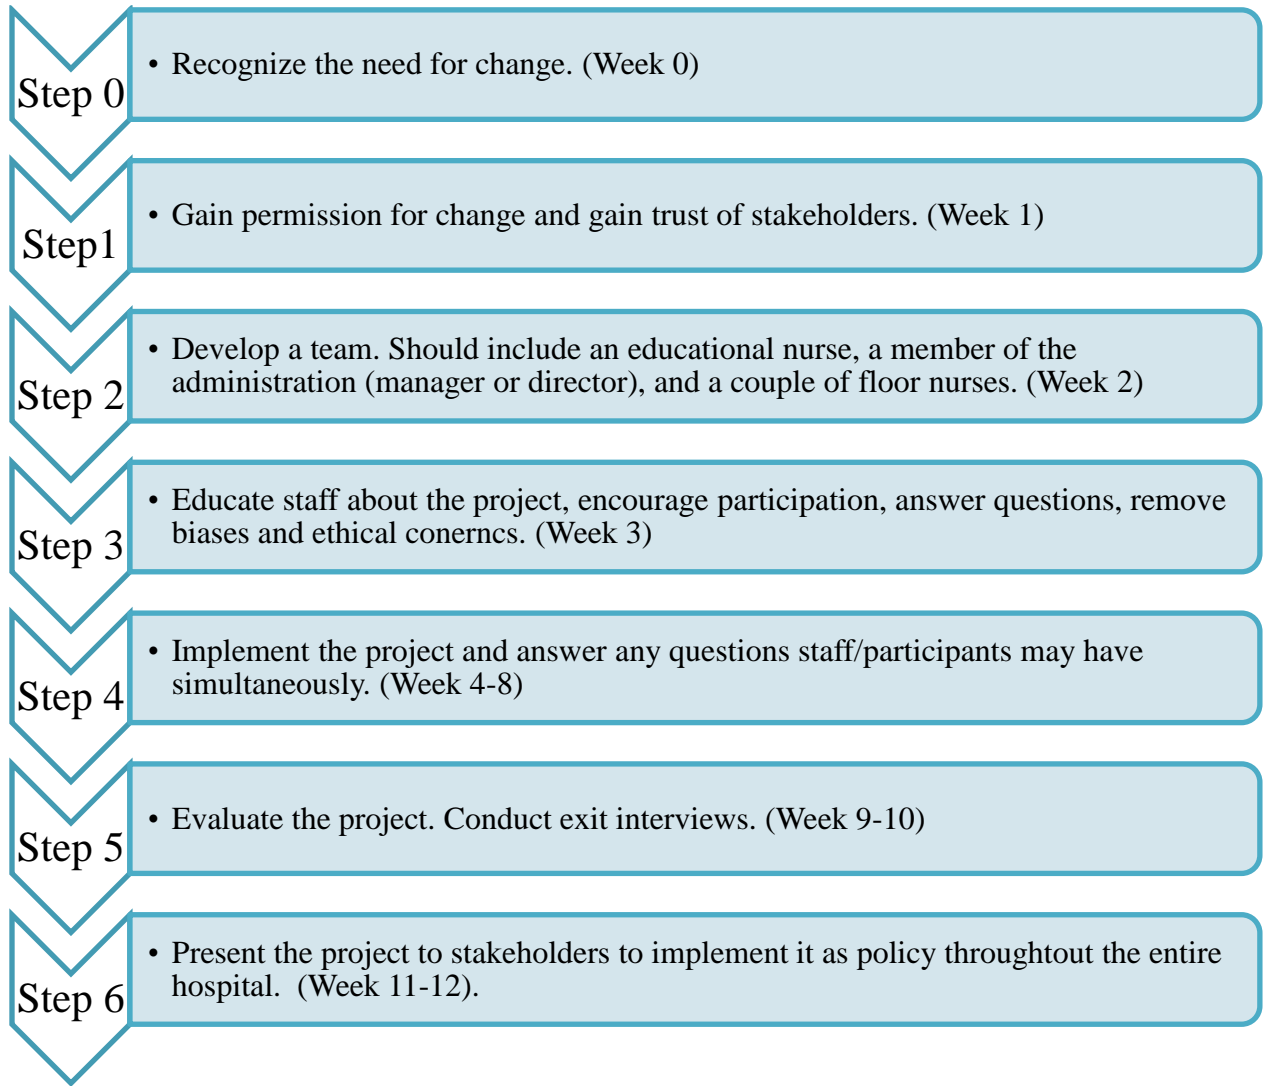 Step 0
• Recognize the need for change. (Week 0)
Step1
• Gain permission for change and gain trust of stakeholders. (Week 1)
Step 2
• Develop a team. Should include an educational nurse, a member of the
administration (manager or director), and a couple of floor nurses. (Week 2)
Step 3
• Educate staff about the project, encourage participation, answer questions, remove
biases and ethical conerncs. (Week 3)
Step 4
• Implement the project and answer any questions staff/participants may have
simultaneously. (Week 4-8)
Step 5
• Evaluate the project. Conduct exit interviews. (Week 9-10)
Step 6
• Present the project to stakeholders to implement it as policy throughtout the entire
hospital.  (Week 11-12).